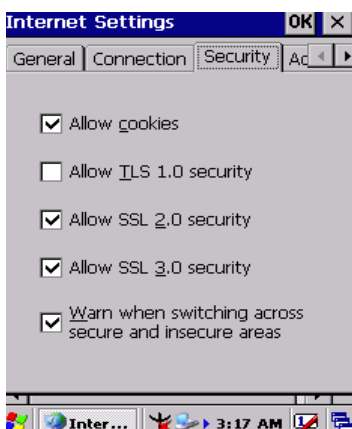 Internet Settings OK
General Connection Security Ad
Allow cookies
Allow TLS 1.0 security
Allow SSL 2.0 security
Allow SSL 3.0 security
Warn when switching across
secure and insecure areas
Inter... 3:17 AM